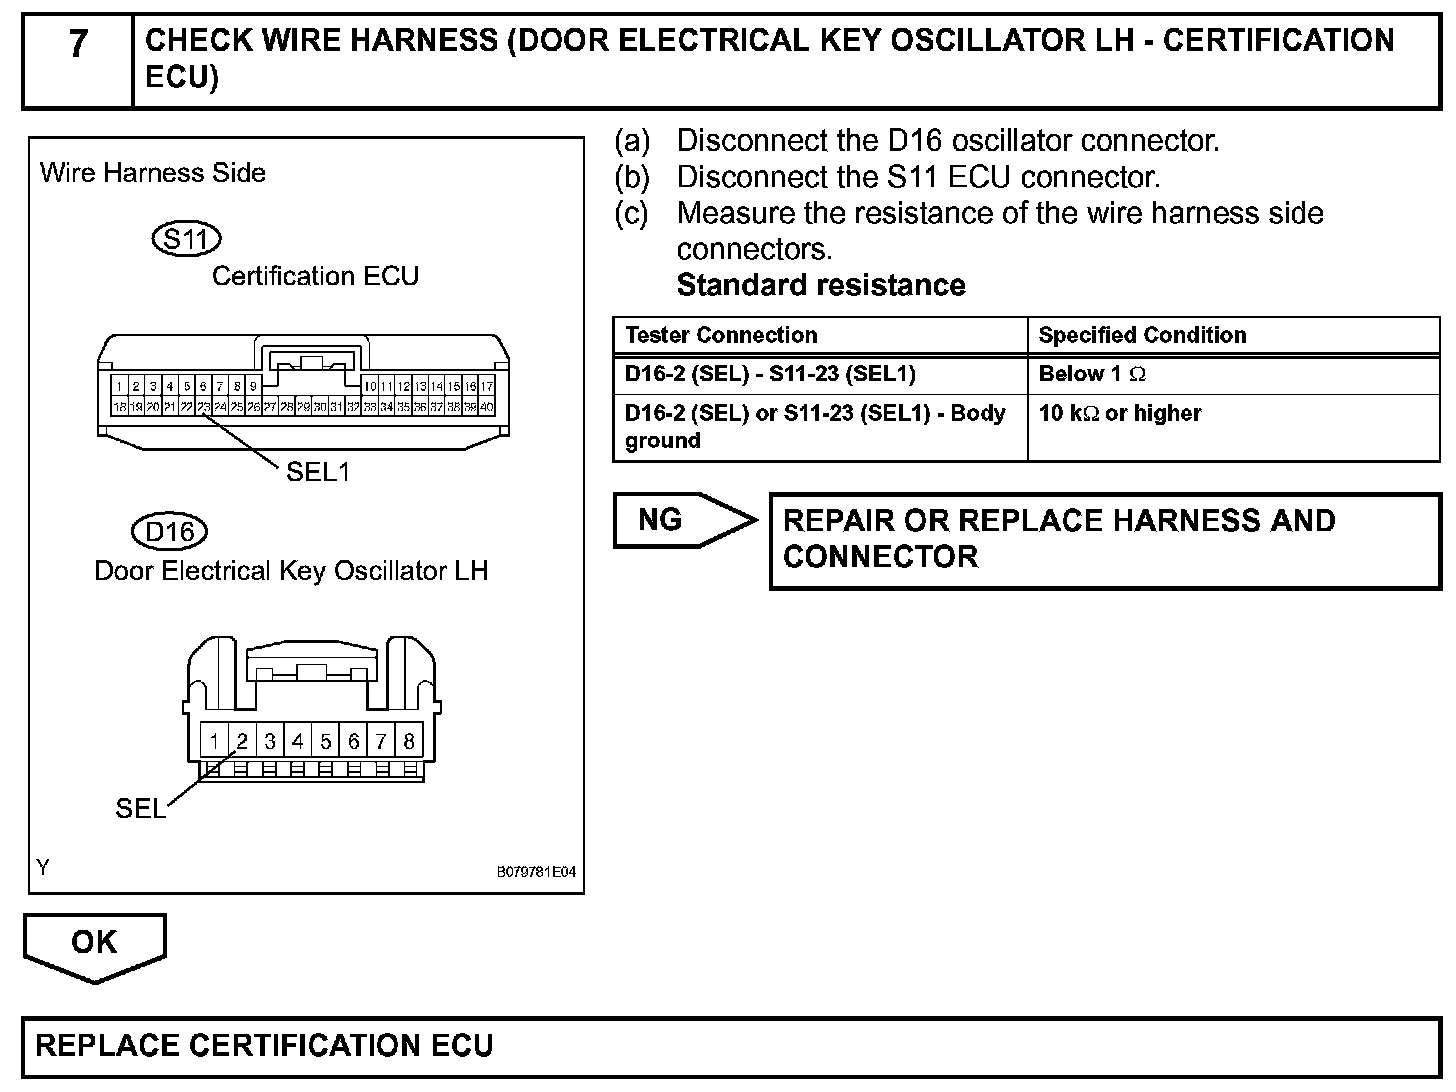 7
CHECK WIRE HARNESS (DOOR ELECTRICAL KEY OSCILLATOR LH - CERTIFICATION
ECU)
Wire Harness Side
S11
Certification ECU
1 2 3 4 5 6 7 8 9 10 11 12 13 14 15 16 17
18 19 20 21 22 23 24 25 26 27 28 29 30 31 32 33 34 35 36 37 38 39 40
SEL1
D16
Door Electrical Key Oscillator LH
1 2 3 4 5 6 7 8
SEL
Y
B079781E04
(a) Disconnect the D16 oscillator connector.
(b) Disconnect the S11 ECU connector.
(c) Measure the resistance of the wire harness side
connectors.
Standard resistance
Tester Connection Specified Condition
D16-2 (SEL) - S11-23 (SEL1) Below 1 Ω
D16-2 (SEL) or S11-23 (SEL1) - Body 10 kΩ or higher
ground
NG
REPAIR OR REPLACE HARNESS AND
CONNECTOR
OK
REPLACE CERTIFICATION ECU